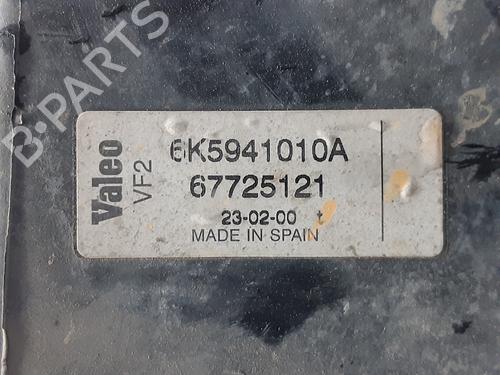 B-PARTS
Valeo
VF2
6K5941010A
67725121
23-02-00 t
MADE IN SPAIN